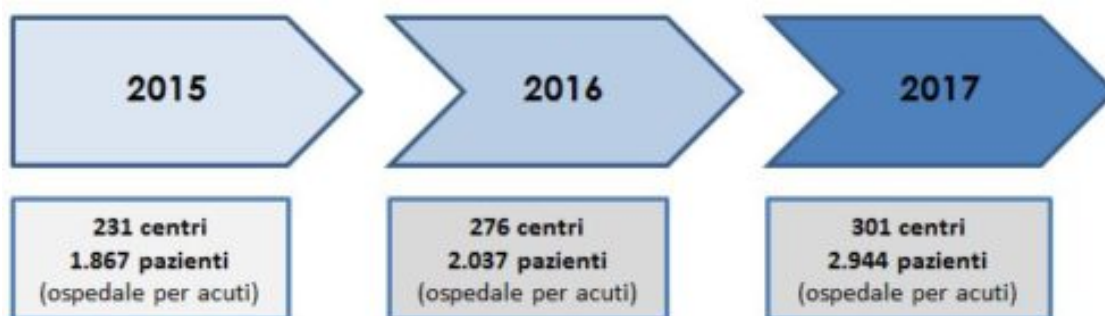 2015
231 centri
1.867 pazienti
(ospedale per acuti)
2016
276 centri
2.037 pazienti
(ospedale per acuti)
2017
301 centri
2.944 pazienti
(ospedale per acuti)